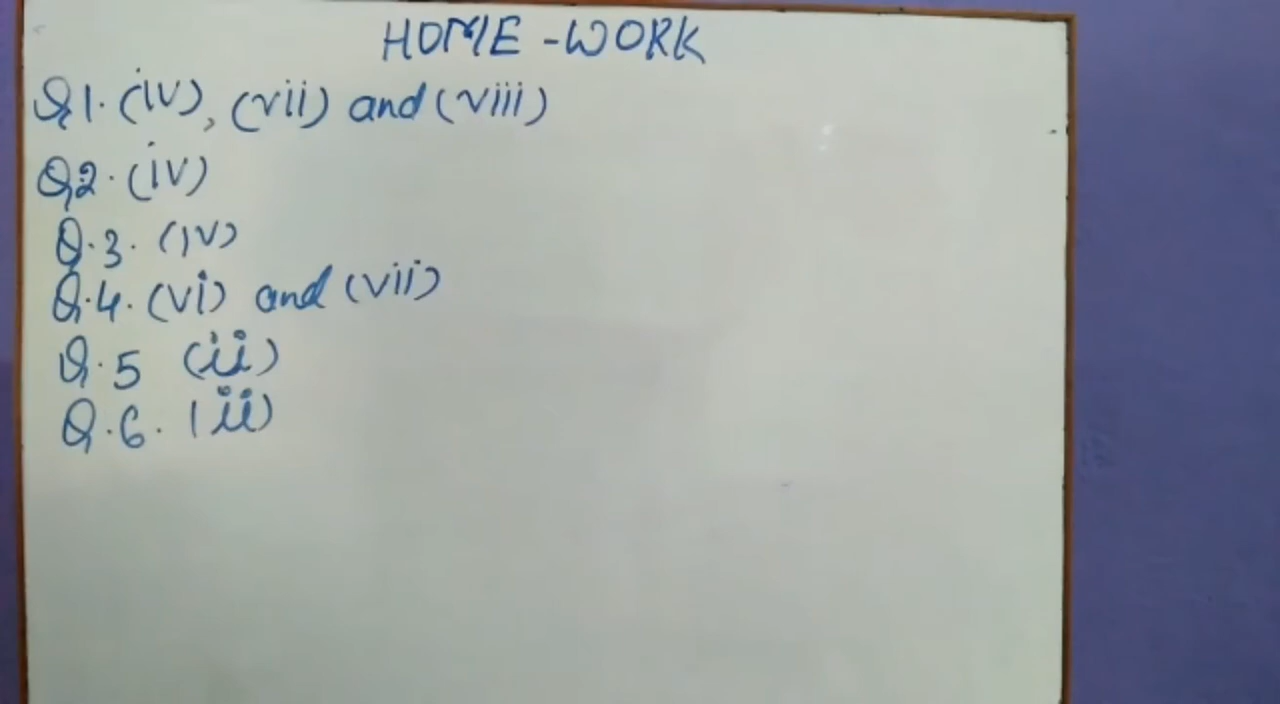 HOME-WORK
Q1. (iv), (vii) and (viii)
Q2. (iv)
Q.3. (iv)
Q.4. (vi) and (vii)
Q.5 (ii)
Q.6. (ii)